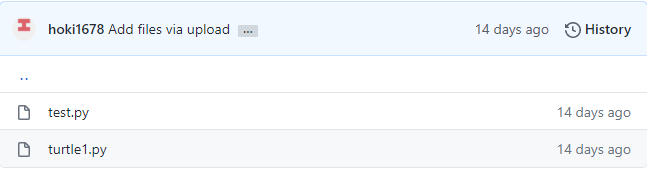 hoki1678 Add files via upload ... 14 days ago History
..
test.py 14 days ago
turtle1.py 14 days ago